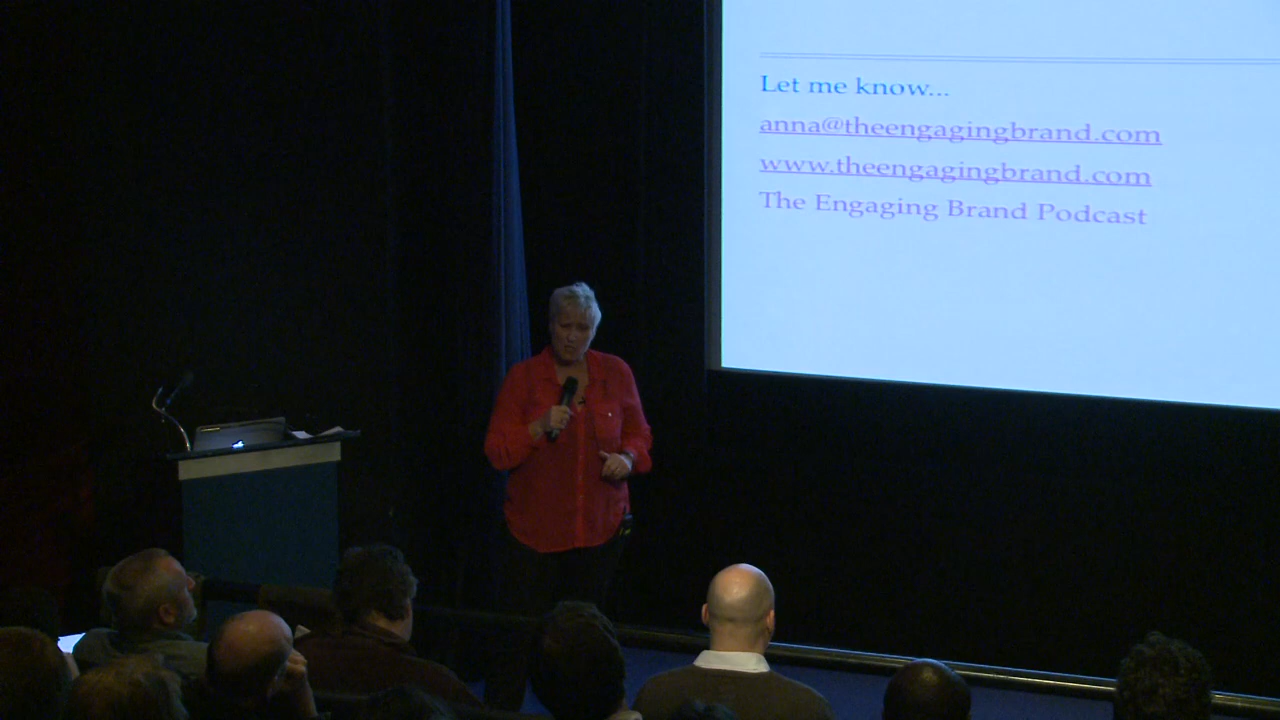 Let me know...
anna@theengagingbrand.com
www.theengagingbrand.com
The Engaging Brand Podcast